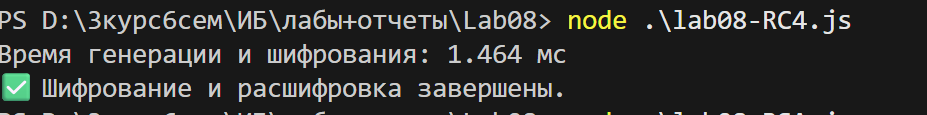 PS D:\3курс6сем\ИБ\лабы+отчеты\Lab08> node .\lab08-RC4.js
Время генерации и шифрования: 1.464 мс
✅ Шифрование и расшифровка завершены.